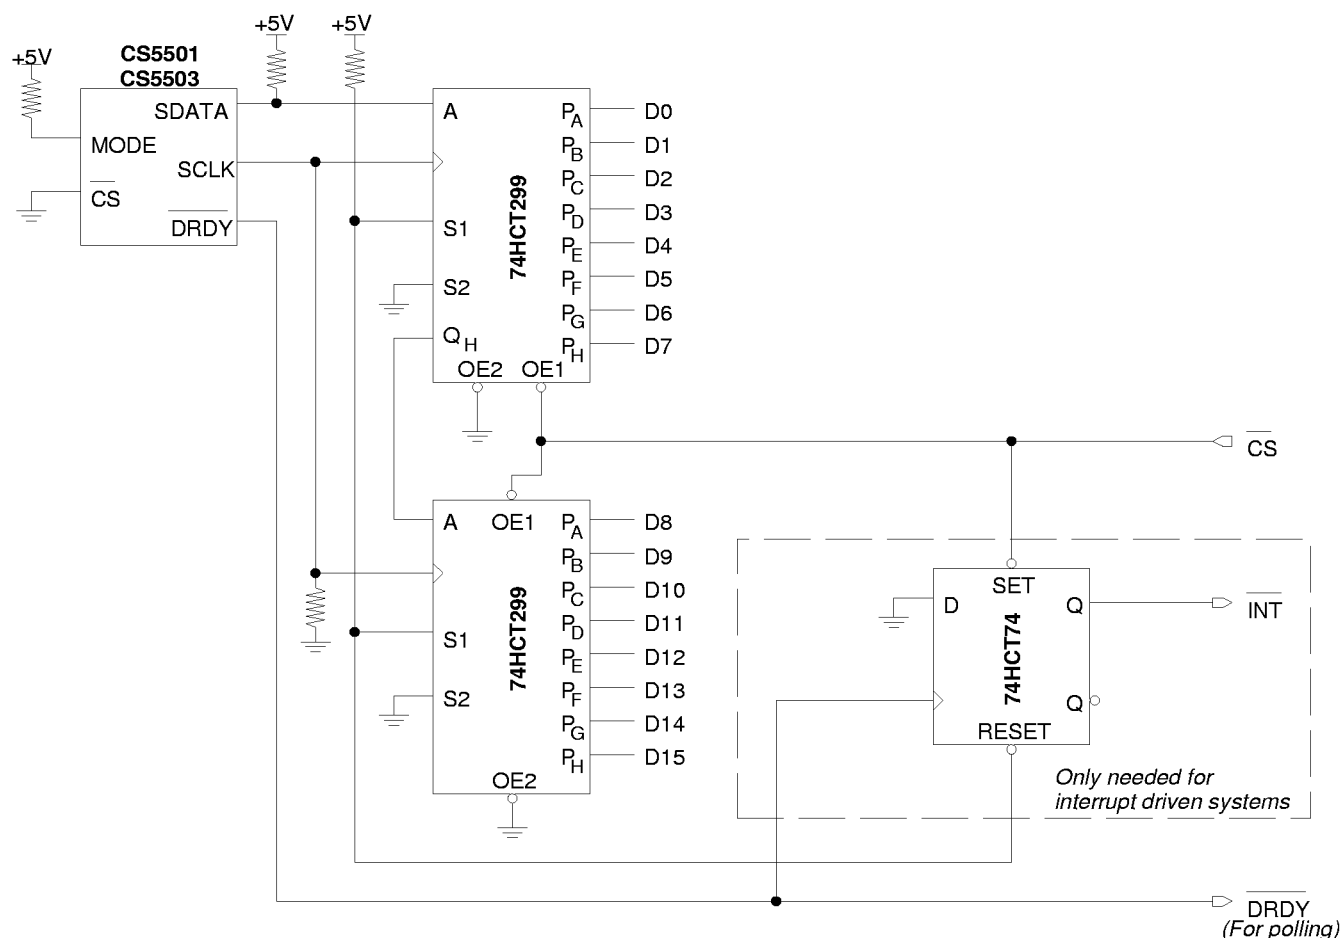 +5V
+5V
+5V
CS5501
CS5503
SDATA
MODE
SCLK
CS
DRDY
A
S1
S2
QH
OE2
OE1
74HCT299
PA
PB
PC
PD
PE
PF
PG
PH
D0
D1
D2
D3
D4
D5
D6
D7
CS
A
OE1
S1
S2
OE2
74HCT299
PA
PB
PC
PD
PE
PF
PG
PH
D8
D9
D10
D11
D12
D13
D14
D15
SET
D
Q
74HCT74
Q
RESET
INT
Only needed for
interrupt driven systems
DRDY
(For polling)